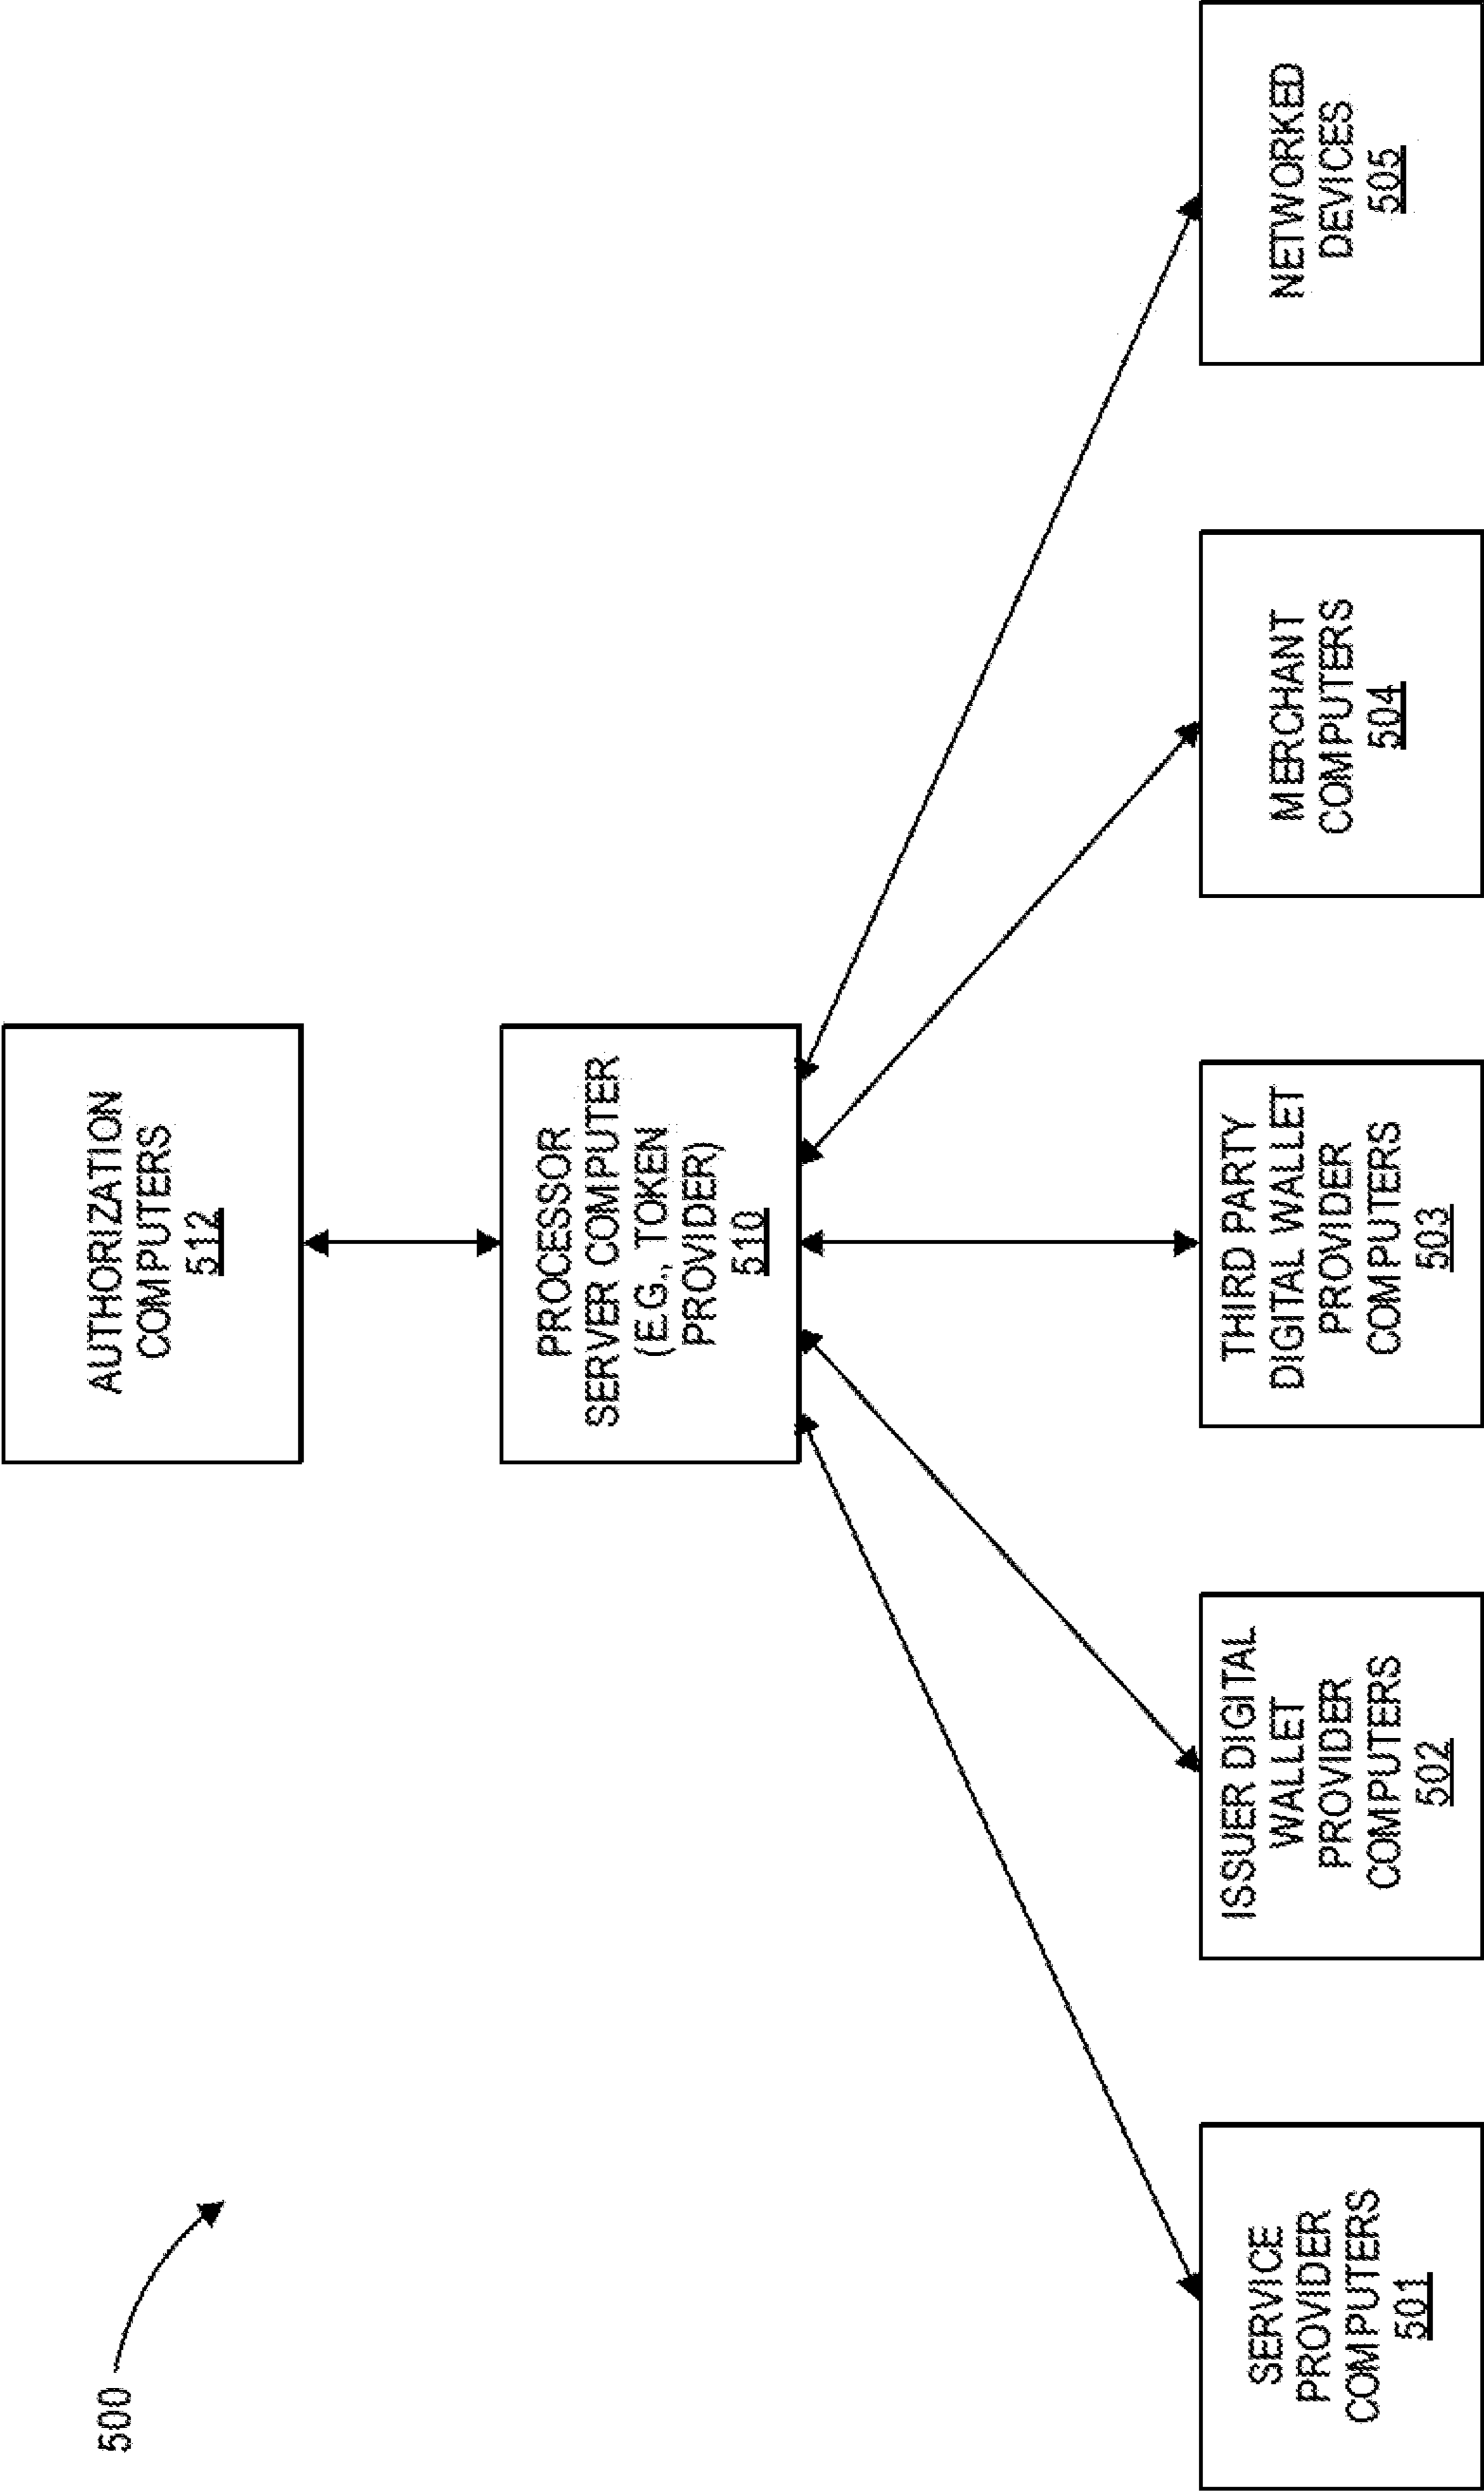 500
AUTHORIZATION
COMPUTERS
512
PROCESSOR
SERVER COMPUTER
(E.G., TOKEN
PROVIDER)
510
SERVICE
PROVIDER
COMPUTERS
501
ISSUER DIGITAL
WALLET
PROVIDER
COMPUTERS
502
THIRD PARTY
DIGITAL WALLET
PROVIDER
COMPUTERS
503
MERCHANT
COMPUTERS
504
NETWORKED
DEVICES
505